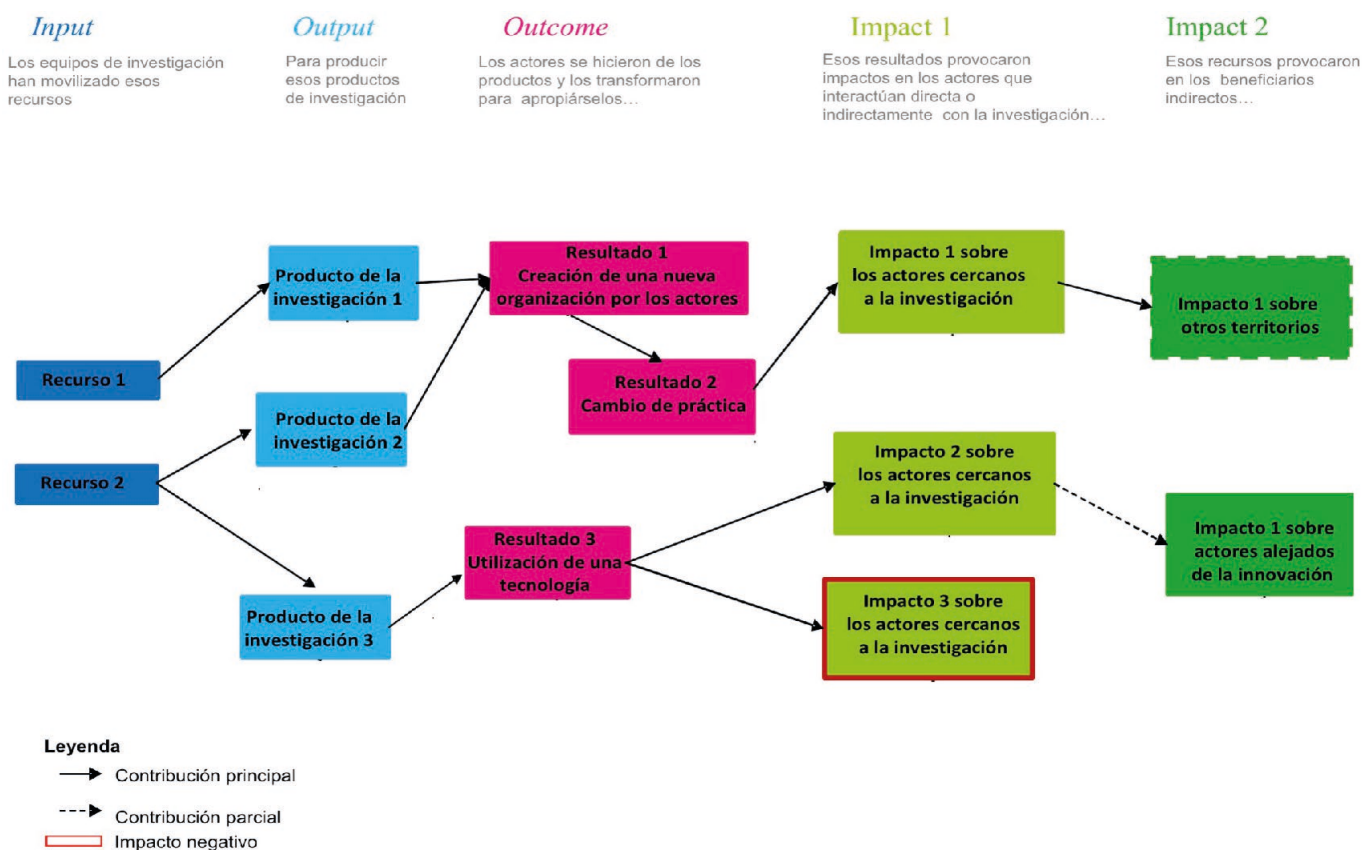 Input
Los equipos de investigación
han movilizado esos
recursos
Output
Para producir
esos productos
de investigación
Outcome
Los actores se hicieron de los
productos y los transformaron
para apropiárselos…
Impact 1
Esos resultados provocaron
impactos en los actores que
interactúan directa o
indirectamente con la investigación…
Impact 2
Esos recursos provocaron
en los beneficiarios
indirectos…
Recurso 1
Recurso 2
Producto de la
investigación 1
Producto de la
investigación 2
Producto de la
investigación 3
Resultado 1
Creación de una nueva
organización por los actores
Resultado 2
Cambio de práctica
Resultado 3
Utilización de una
tecnología
Impacto 1 sobre
los actores cercanos
a la investigación
Impacto 2 sobre
los actores cercanos
a la investigación
Impacto 3 sobre
los actores cercanos
a la investigación
Impacto 1 sobre
otros territorios
Impacto 1 sobre
actores alejados
de la innovación
Leyenda
Contribución principal
Contribución parcial
Impacto negativo